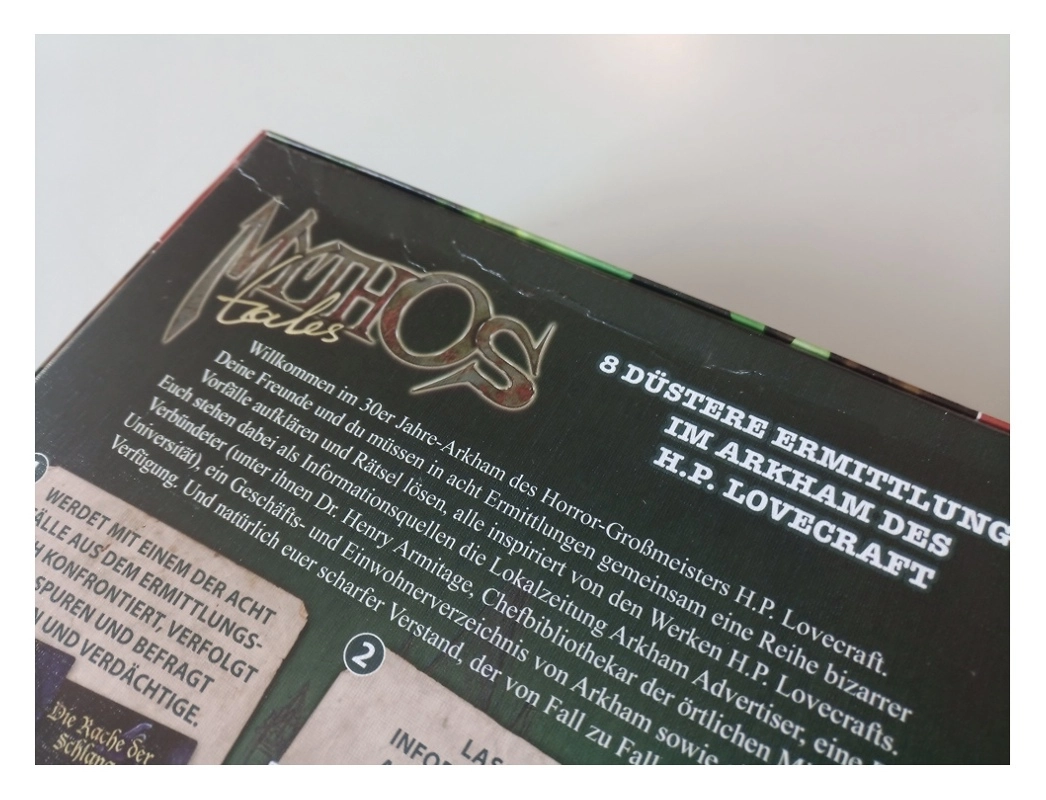 MYTHOS
tales
8 DÜSTERE ERMITTLUNG
IM ARKHAM DES
H.P. LOVECRAFT
Willkommen im 30er Jahre-Arkham des Horror-Großmeisters H.P. Lovecraft.
Deine Freunde und du müssen in acht Ermittlungen gemeinsam eine Reihe bizarrer
Vorfälle aufklären und Rätsel lösen, alle inspiriert von den Werken H.P. Lovecrafts.
Euch stehen dabei als Informationsquellen die Lokalzeitung Arkham Advertiser, eine
Verbündeter (unter ihnen Dr. Henry Armitage, Chefbibliothekar der örtlichen
Universität), ein Geschäfts- und Einwohnerverzeichnis von Arkham sowie
Verfügung. Und natürlich euer scharfer Verstand, der von Fall zu Fall
1
WERDET MIT EINEM DER ACHT
FÄLLE AUS DEM ERMITTLUNGS-
KONFRONTIERT, VERFOLGT
SPUREN UND BEFRAGT
UND VERDÄCHTIGE.
Die Rache der
Schlang
2
LAS
INFOR